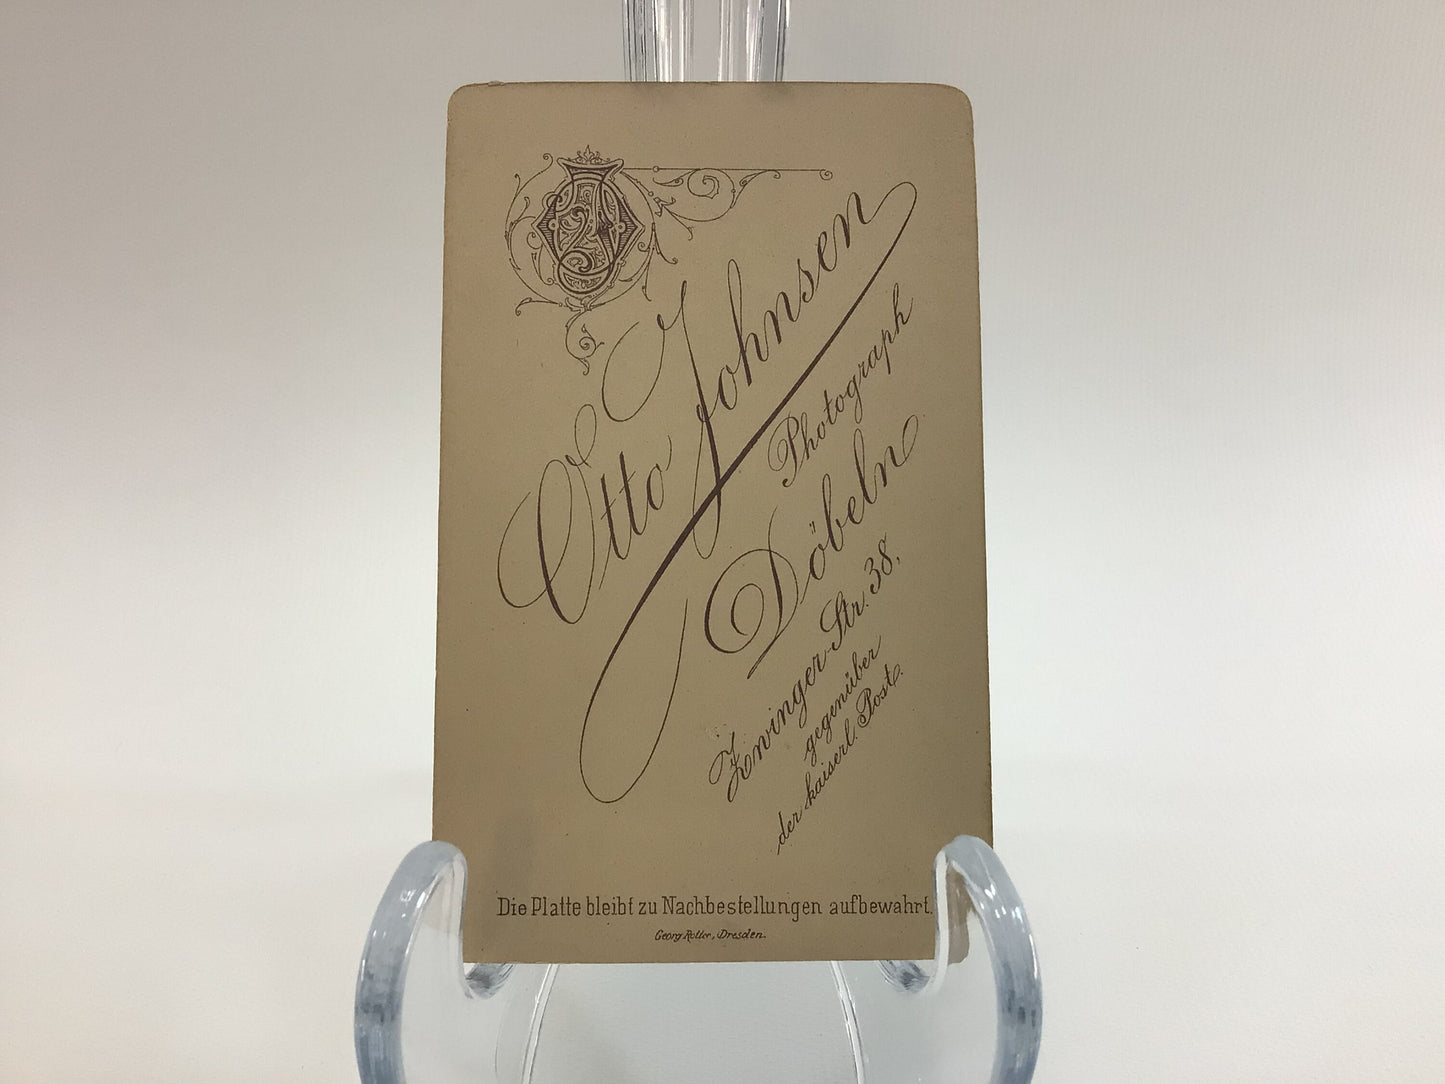 Otto Johnsen
Photograph
Döbeln
Zwinger-Str. 38,
gegenüber
der kaiserl. Post.
Die Platte bleibt zu Nachbestellungen aufbewahrt.
Georg Rotter, Dresden.